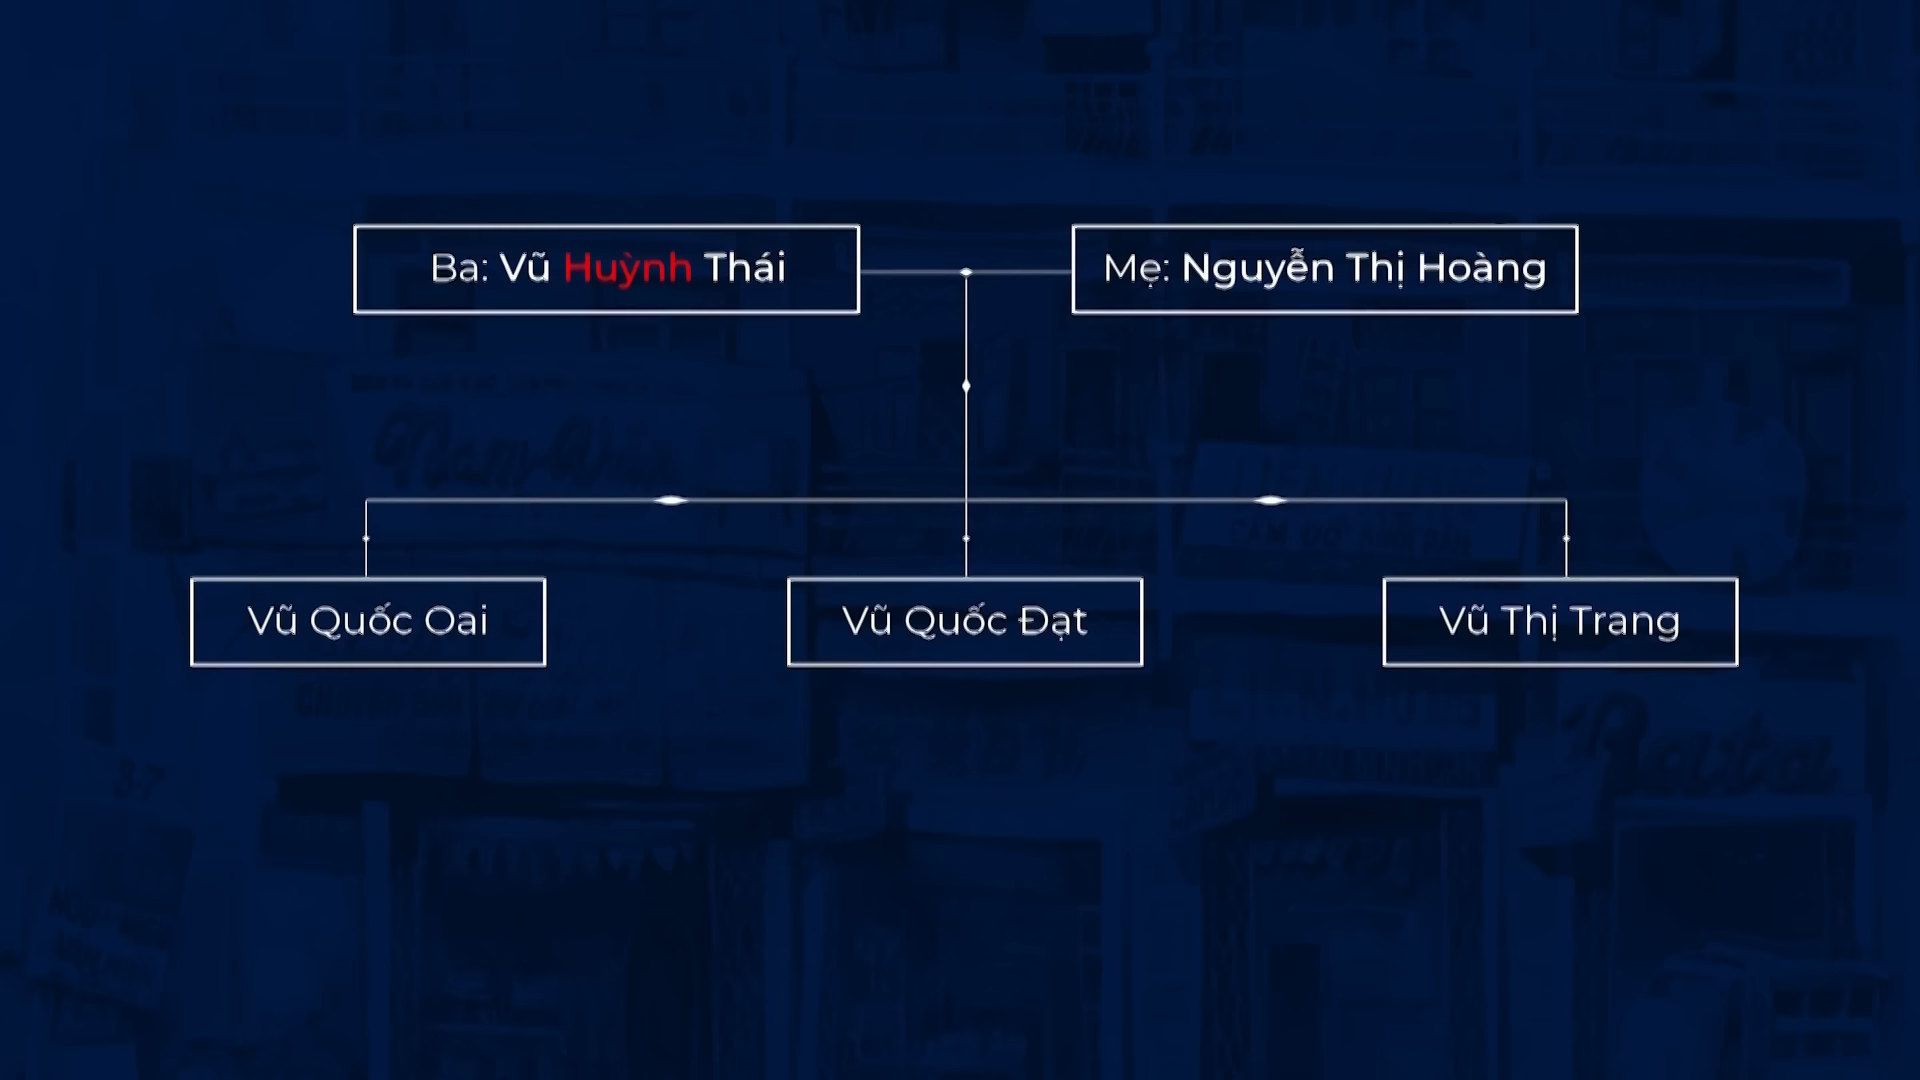 Ba: Vũ Huỳnh Thái
Mẹ: Nguyễn Thị Hoàng
Vũ Quốc Oai
Vũ Quốc Đạt
Vũ Thị Trang